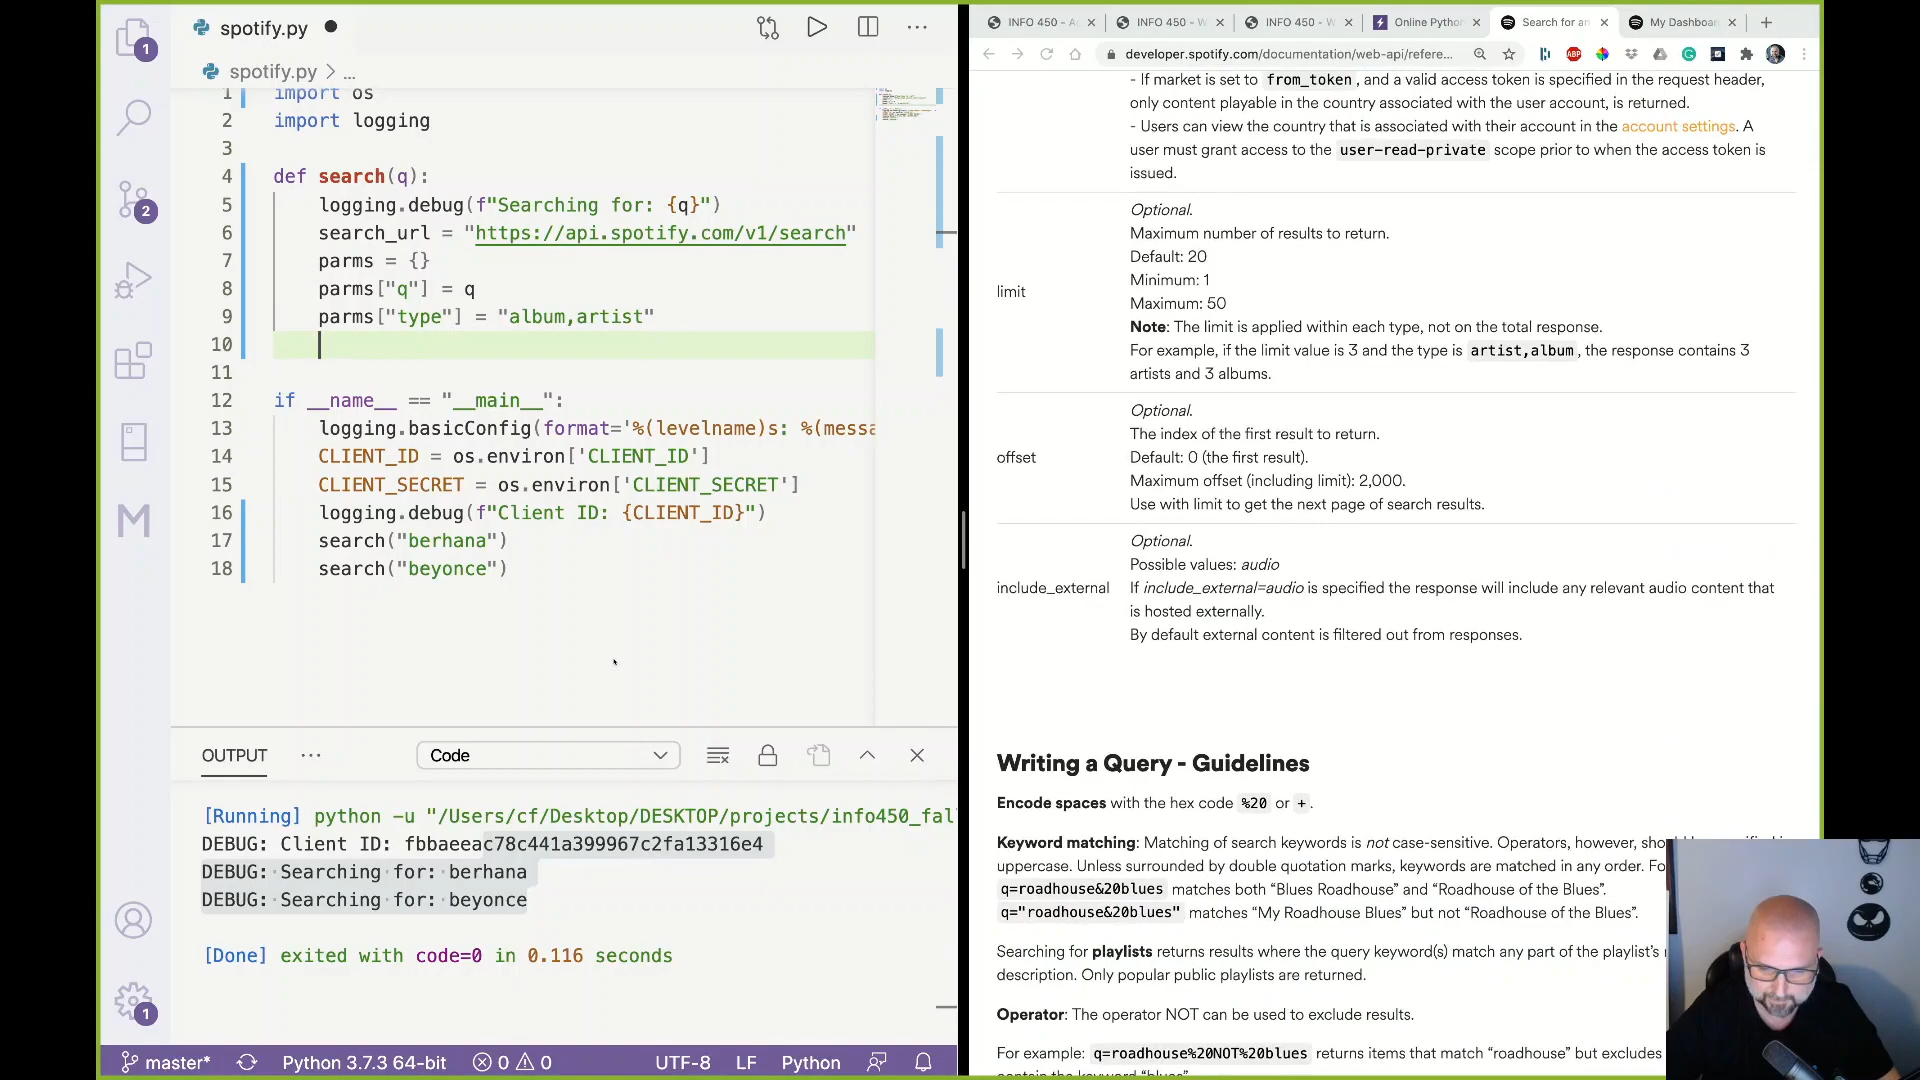 spotify.py
spotify.py > ...
1 import os
2 import logging
3
4 def search(q):
5 logging.debug(f"Searching for: {q}")
6 search_url = "https://api.spotify.com/v1/search"
7 parms = {}
8 parms["q"] = q
9 parms["type"] = "album,artist"
10
11
12 if __name__ == "__main__":
13 logging.basicConfig(format='%(levelname)s: %(messa
14 CLIENT_ID = os.environ['CLIENT_ID']
15 CLIENT_SECRET = os.environ['CLIENT_SECRET']
16 logging.debug(f"Client ID: {CLIENT_ID}")
17 search("berhana")
18 search("beyonce")
1
2
1
OUTPUT
...
Code
[Running] python -u "/Users/cf/Desktop/DESKTOP/projects/info450_fal
DEBUG: Client ID: fbbaeeac78c441a399967c2fa13316e4
DEBUG: Searching for: berhana
DEBUG: Searching for: beyonce
[Done] exited with code=0 in 0.116 seconds
master*
Python 3.7.3 64-bit
0
0
UTF-8
LF
Python
INFO 450 - A
INFO 450 - W
INFO 450 - W
Online Pytho
Search for an
My Dashboa
developer.spotify.com/documentation/web-api/refere...
ABP
- If market is set to from_token, and a valid access token is specified in the request header,
only content playable in the country associated with the user account, is returned.
- Users can view the country that is associated with their account in the account settings. A
user must grant access to the user-read-private scope prior to when the access token is
issued.
limit
Optional.
Maximum number of results to return.
Default: 20
Minimum: 1
Maximum: 50
Note: The limit is applied within each type, not on the total response.
For example, if the limit value is 3 and the type is artist,album, the response contains 3
artists and 3 albums.
offset
Optional.
The index of the first result to return.
Default: 0 (the first result).
Maximum offset (including limit): 2,000.
Use with limit to get the next page of search results.
include_external
Optional.
Possible values: audio
If include_external=audio is specified the response will include any relevant audio content that
is hosted externally.
By default external content is filtered out from responses.
Writing a Query - Guidelines
Encode spaces with the hex code %20 or +.
Keyword matching: Matching of search keywords is not case-sensitive. Operators, however, sho
uppercase. Unless surrounded by double quotation marks, keywords are matched in any order. Fo
q=roadhouse&20blues matches both “Blues Roadhouse” and “Roadhouse of the Blues”.
q="roadhouse&20blues" matches “My Roadhouse Blues” but not “Roadhouse of the Blues”.
Searching for playlists returns results where the query keyword(s) match any part of the playlist's
description. Only popular public playlists are returned.
Operator: The operator NOT can be used to exclude results.
For example: q=roadhouse%20NOT%20blues returns items that match “roadhouse” but excludes